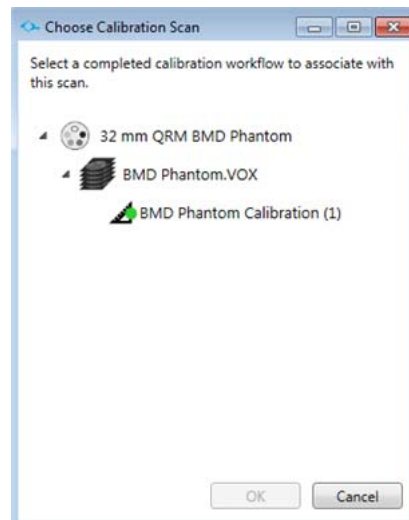 Choose Calibration Scan
Select a completed calibration workflow to associate with
this scan.
32 mm QRM BMD Phantom
BMD Phantom.VOX
BMD Phantom Calibration (1)
OK
Cancel